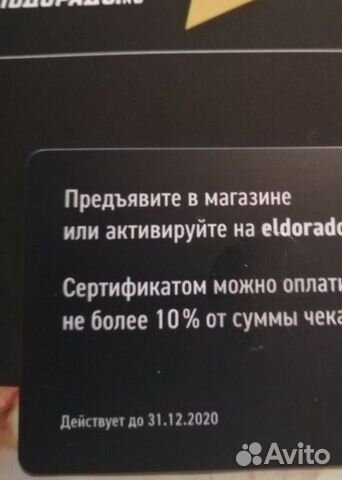 Предъявите в магазине
или активируйте на eldorado
Сертификатом можно оплати
не более 10% от суммы чека
Действует до 31.12.2020
Avito